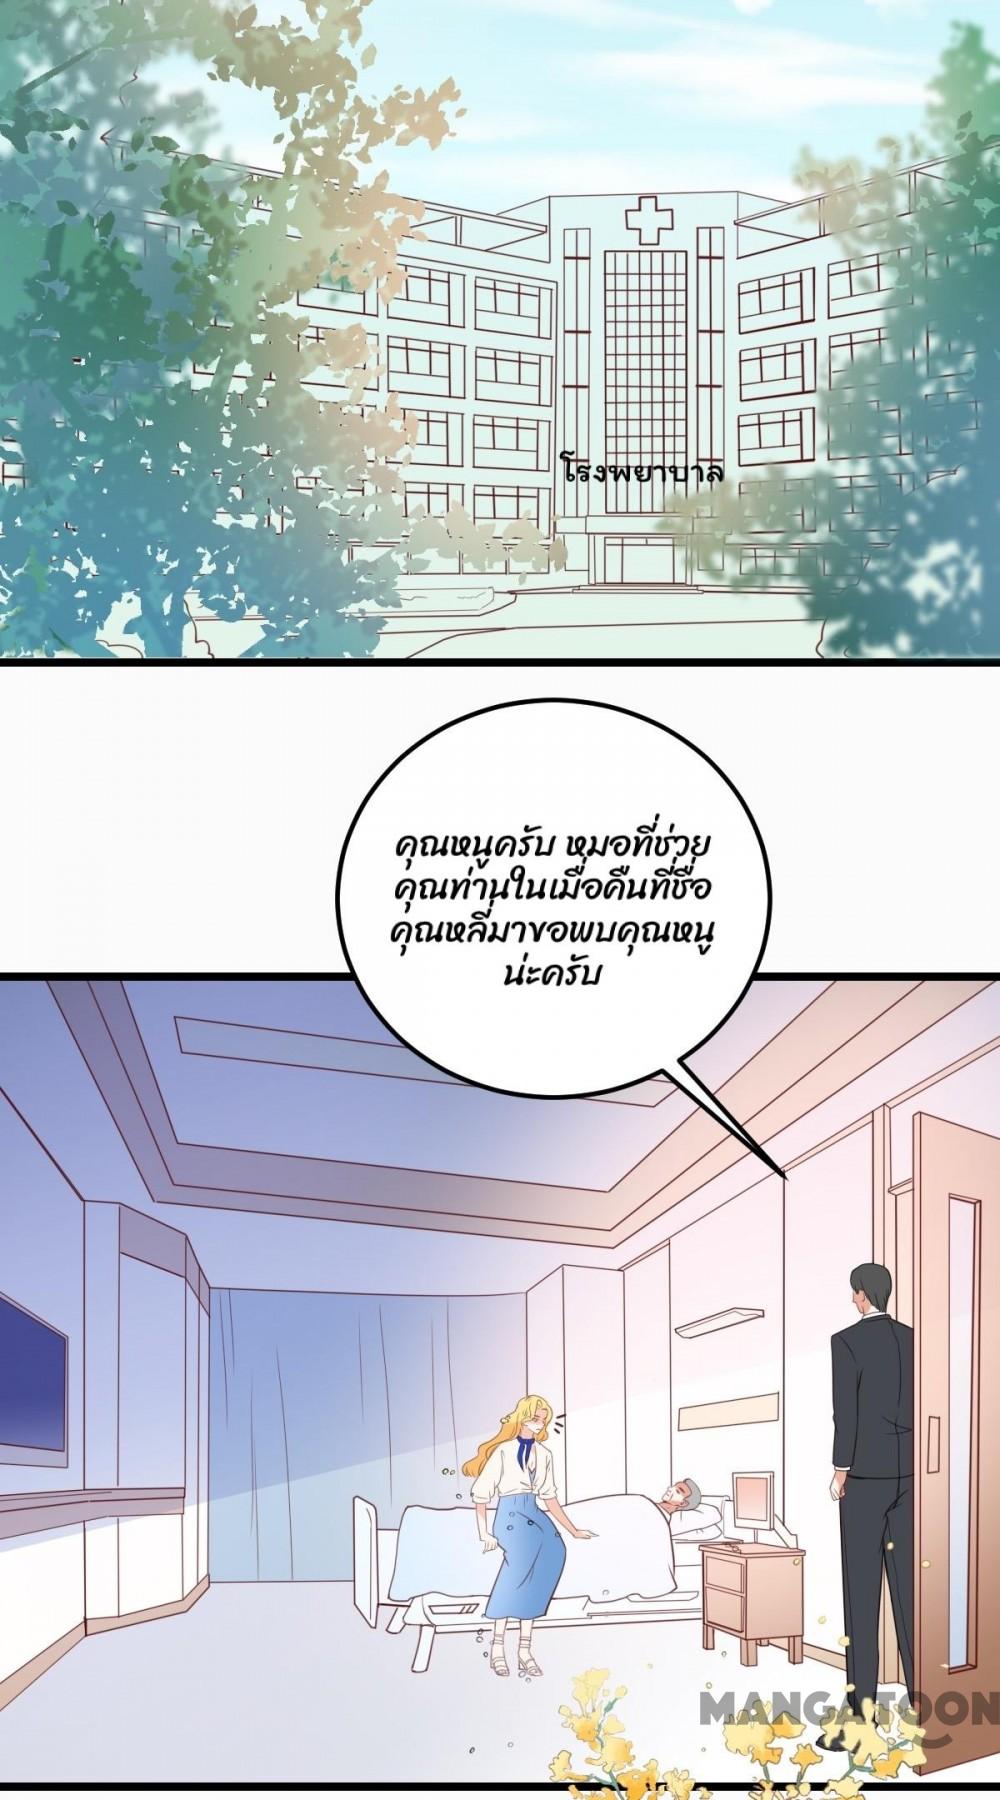 โรงพยาบาล
คุณหนูครับ หมอที่ช่วย
คุณท่านในเมื่อคืนที่ชื่อ
คุณหลี่มาขอพบคุณหนู
น่ะครับ
MANGATOON